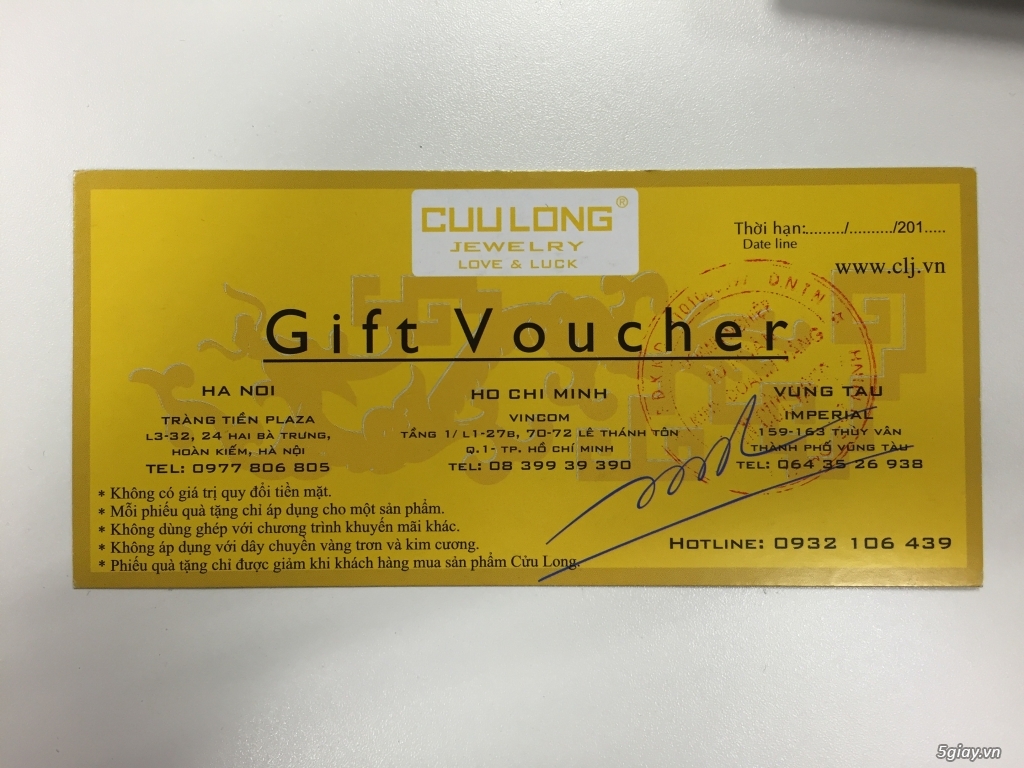 CUU LONG®
JEWELRY
LOVE & LUCK
Thời hạn:........./........../201.....
Date line
www.clj.vn
Gift Voucher
HA NOI
TRÀNG TIỀN PLAZA
L3-32, 24 HAI BÀ TRƯNG,
HOÀN KIẾM, HÀ NỘI
TEL: 0977 806 805
HO CHI MINH
VINCOM
TẦNG 1/ L1-27B, 70-72 LÊ THÁNH TÔN
Q.1- TP. HỒ CHÍ MINH
TEL: 08 399 39 390
VUNG TAU
IMPERIAL
159-163 THÙY VÂN
THÀNH PHỐ VŨNG TÀU
TEL: 064 35 26 938
* Không có giá trị quy đổi tiền mặt.
* Mỗi phiếu quà tặng chỉ áp dụng cho một sản phẩm.
* Không dùng ghép với chương trình khuyến mãi khác.
* Không áp dụng với dây chuyền vàng trơn và kim cương.
* Phiếu quà tặng chỉ được giảm khi khách hàng mua sản phẩm Cửu Long.
HOTLINE: 0932 106 439
5giay.vn